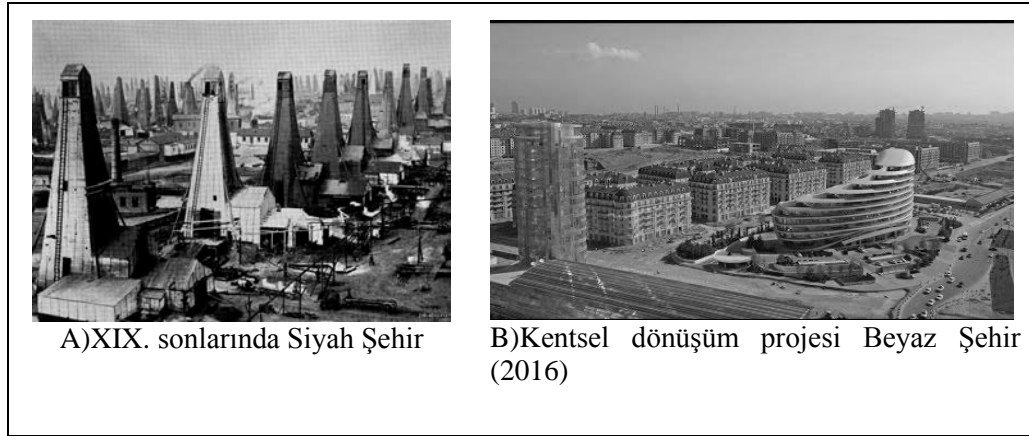 A)XIX. sonlarında Siyah Şehir
B)Kentsel dönüşüm projesi Beyaz Şehir
(2016)